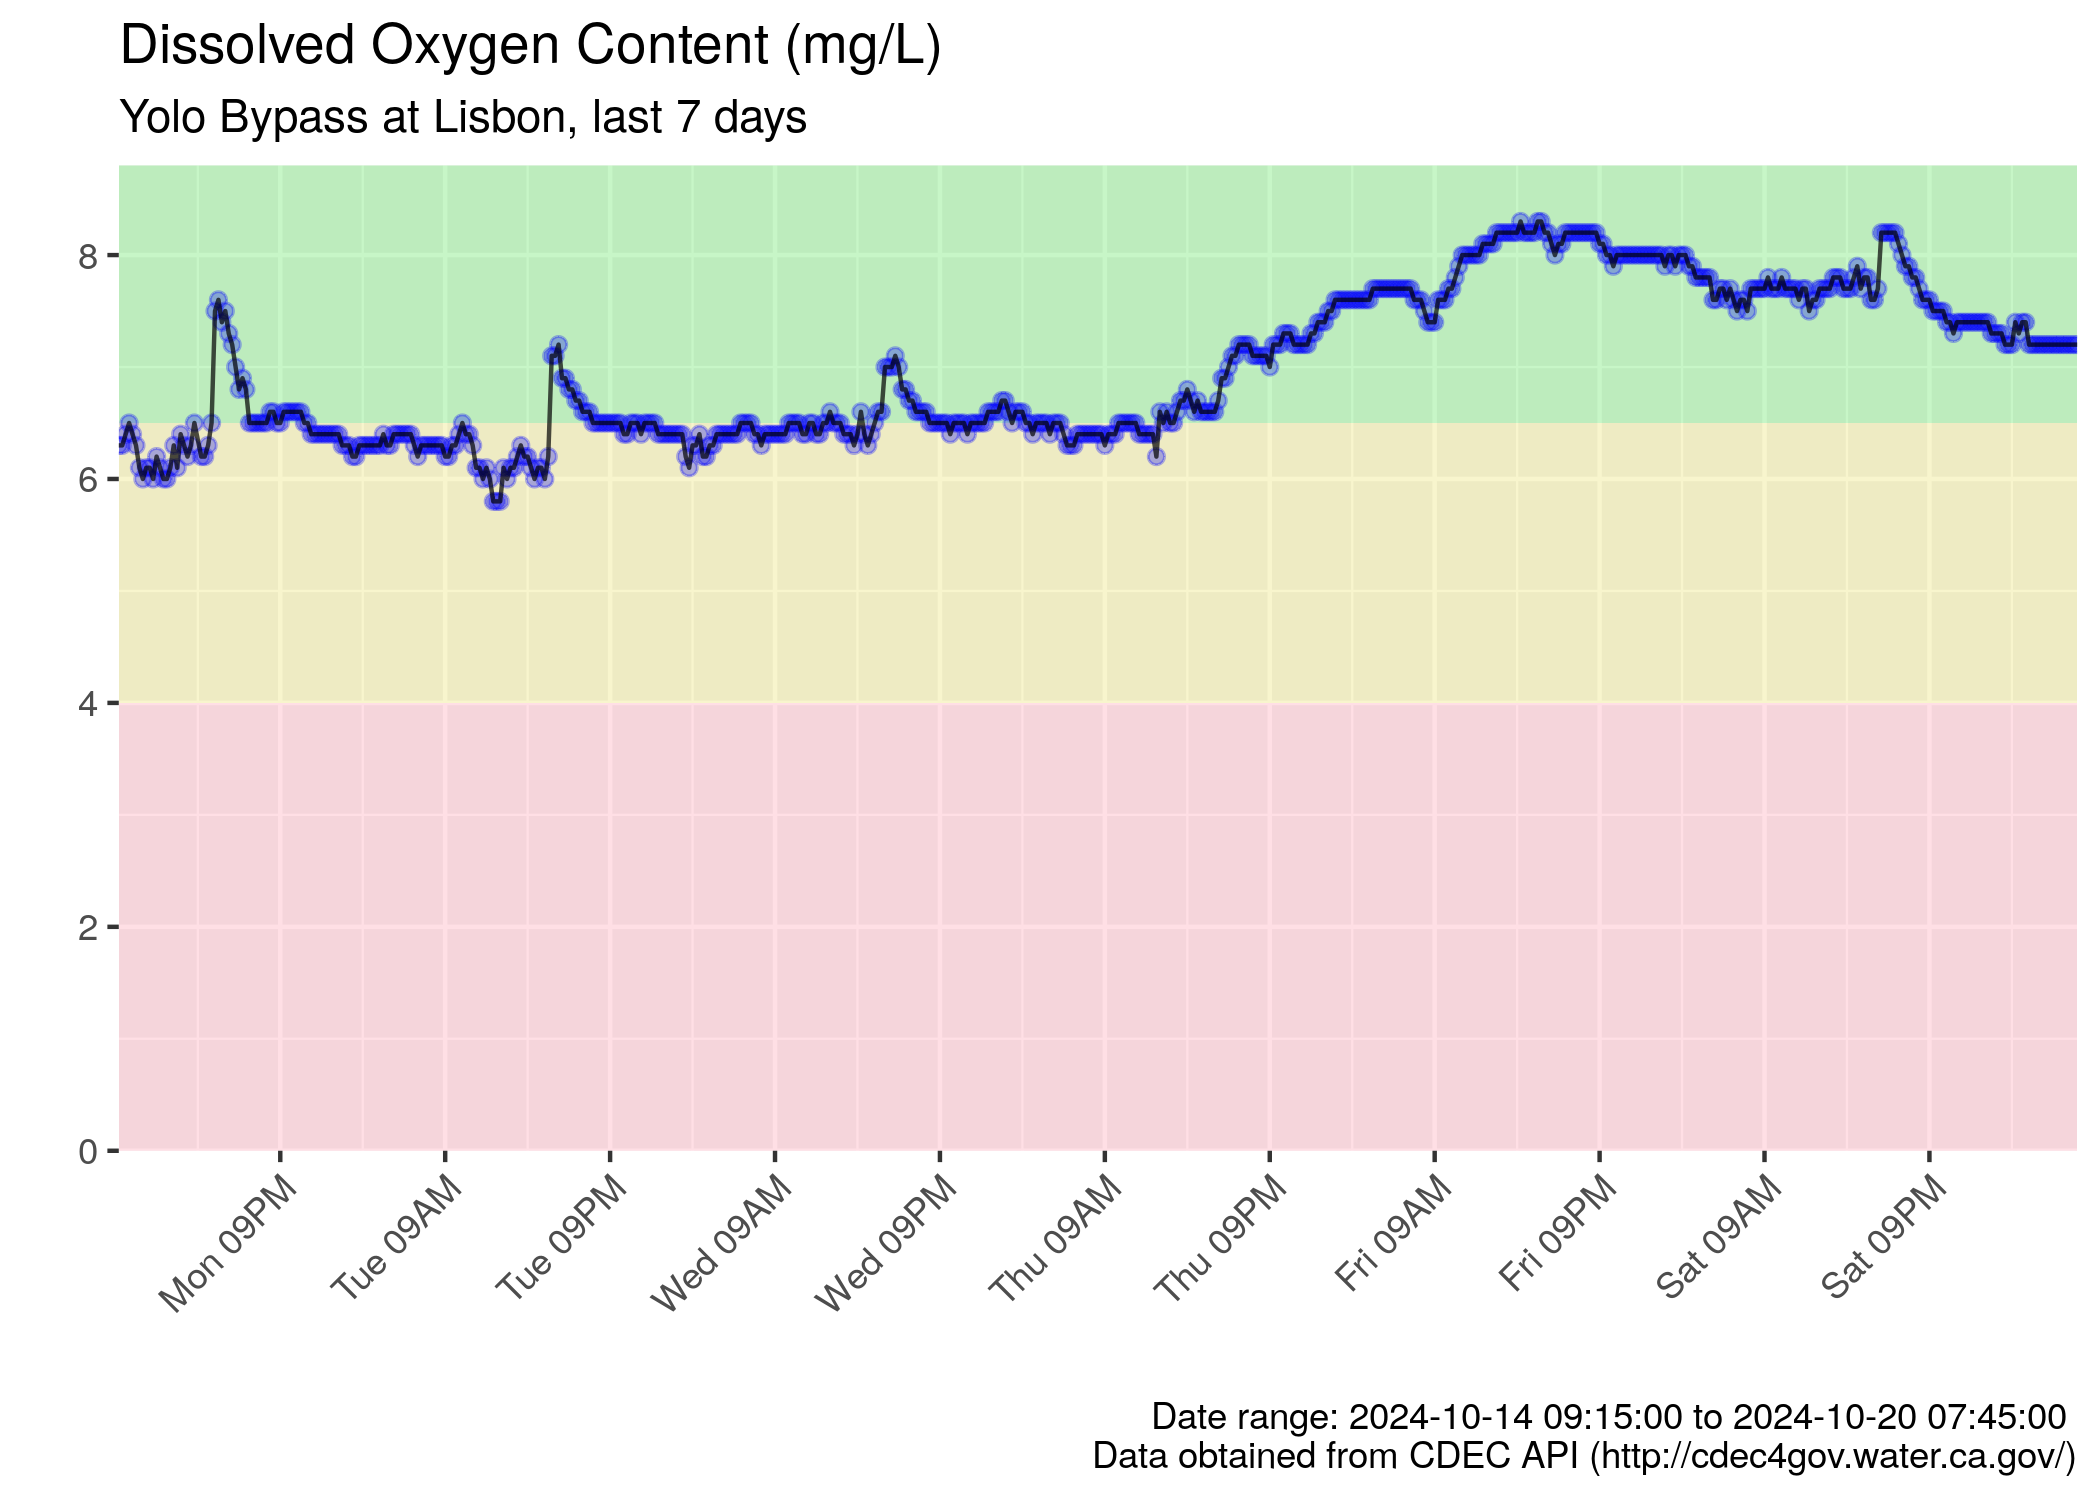 Dissolved Oxygen Content (mg/L)
Yolo Bypass at Lisbon, last 7 days
8
6
4
2
0
Mon 09PM
Tue 09AM
Tue 09PM
Wed 09AM
Wed 09PM
Thu 09AM
Thu 09PM
Fri 09AM
Fri 09PM
Sat 09AM
Sat 09PM
Date range: 2024-10-14 09:15:00 to 2024-10-20 07:45:00
Data obtained from CDEC API (http://cdec4gov.water.ca.gov/)